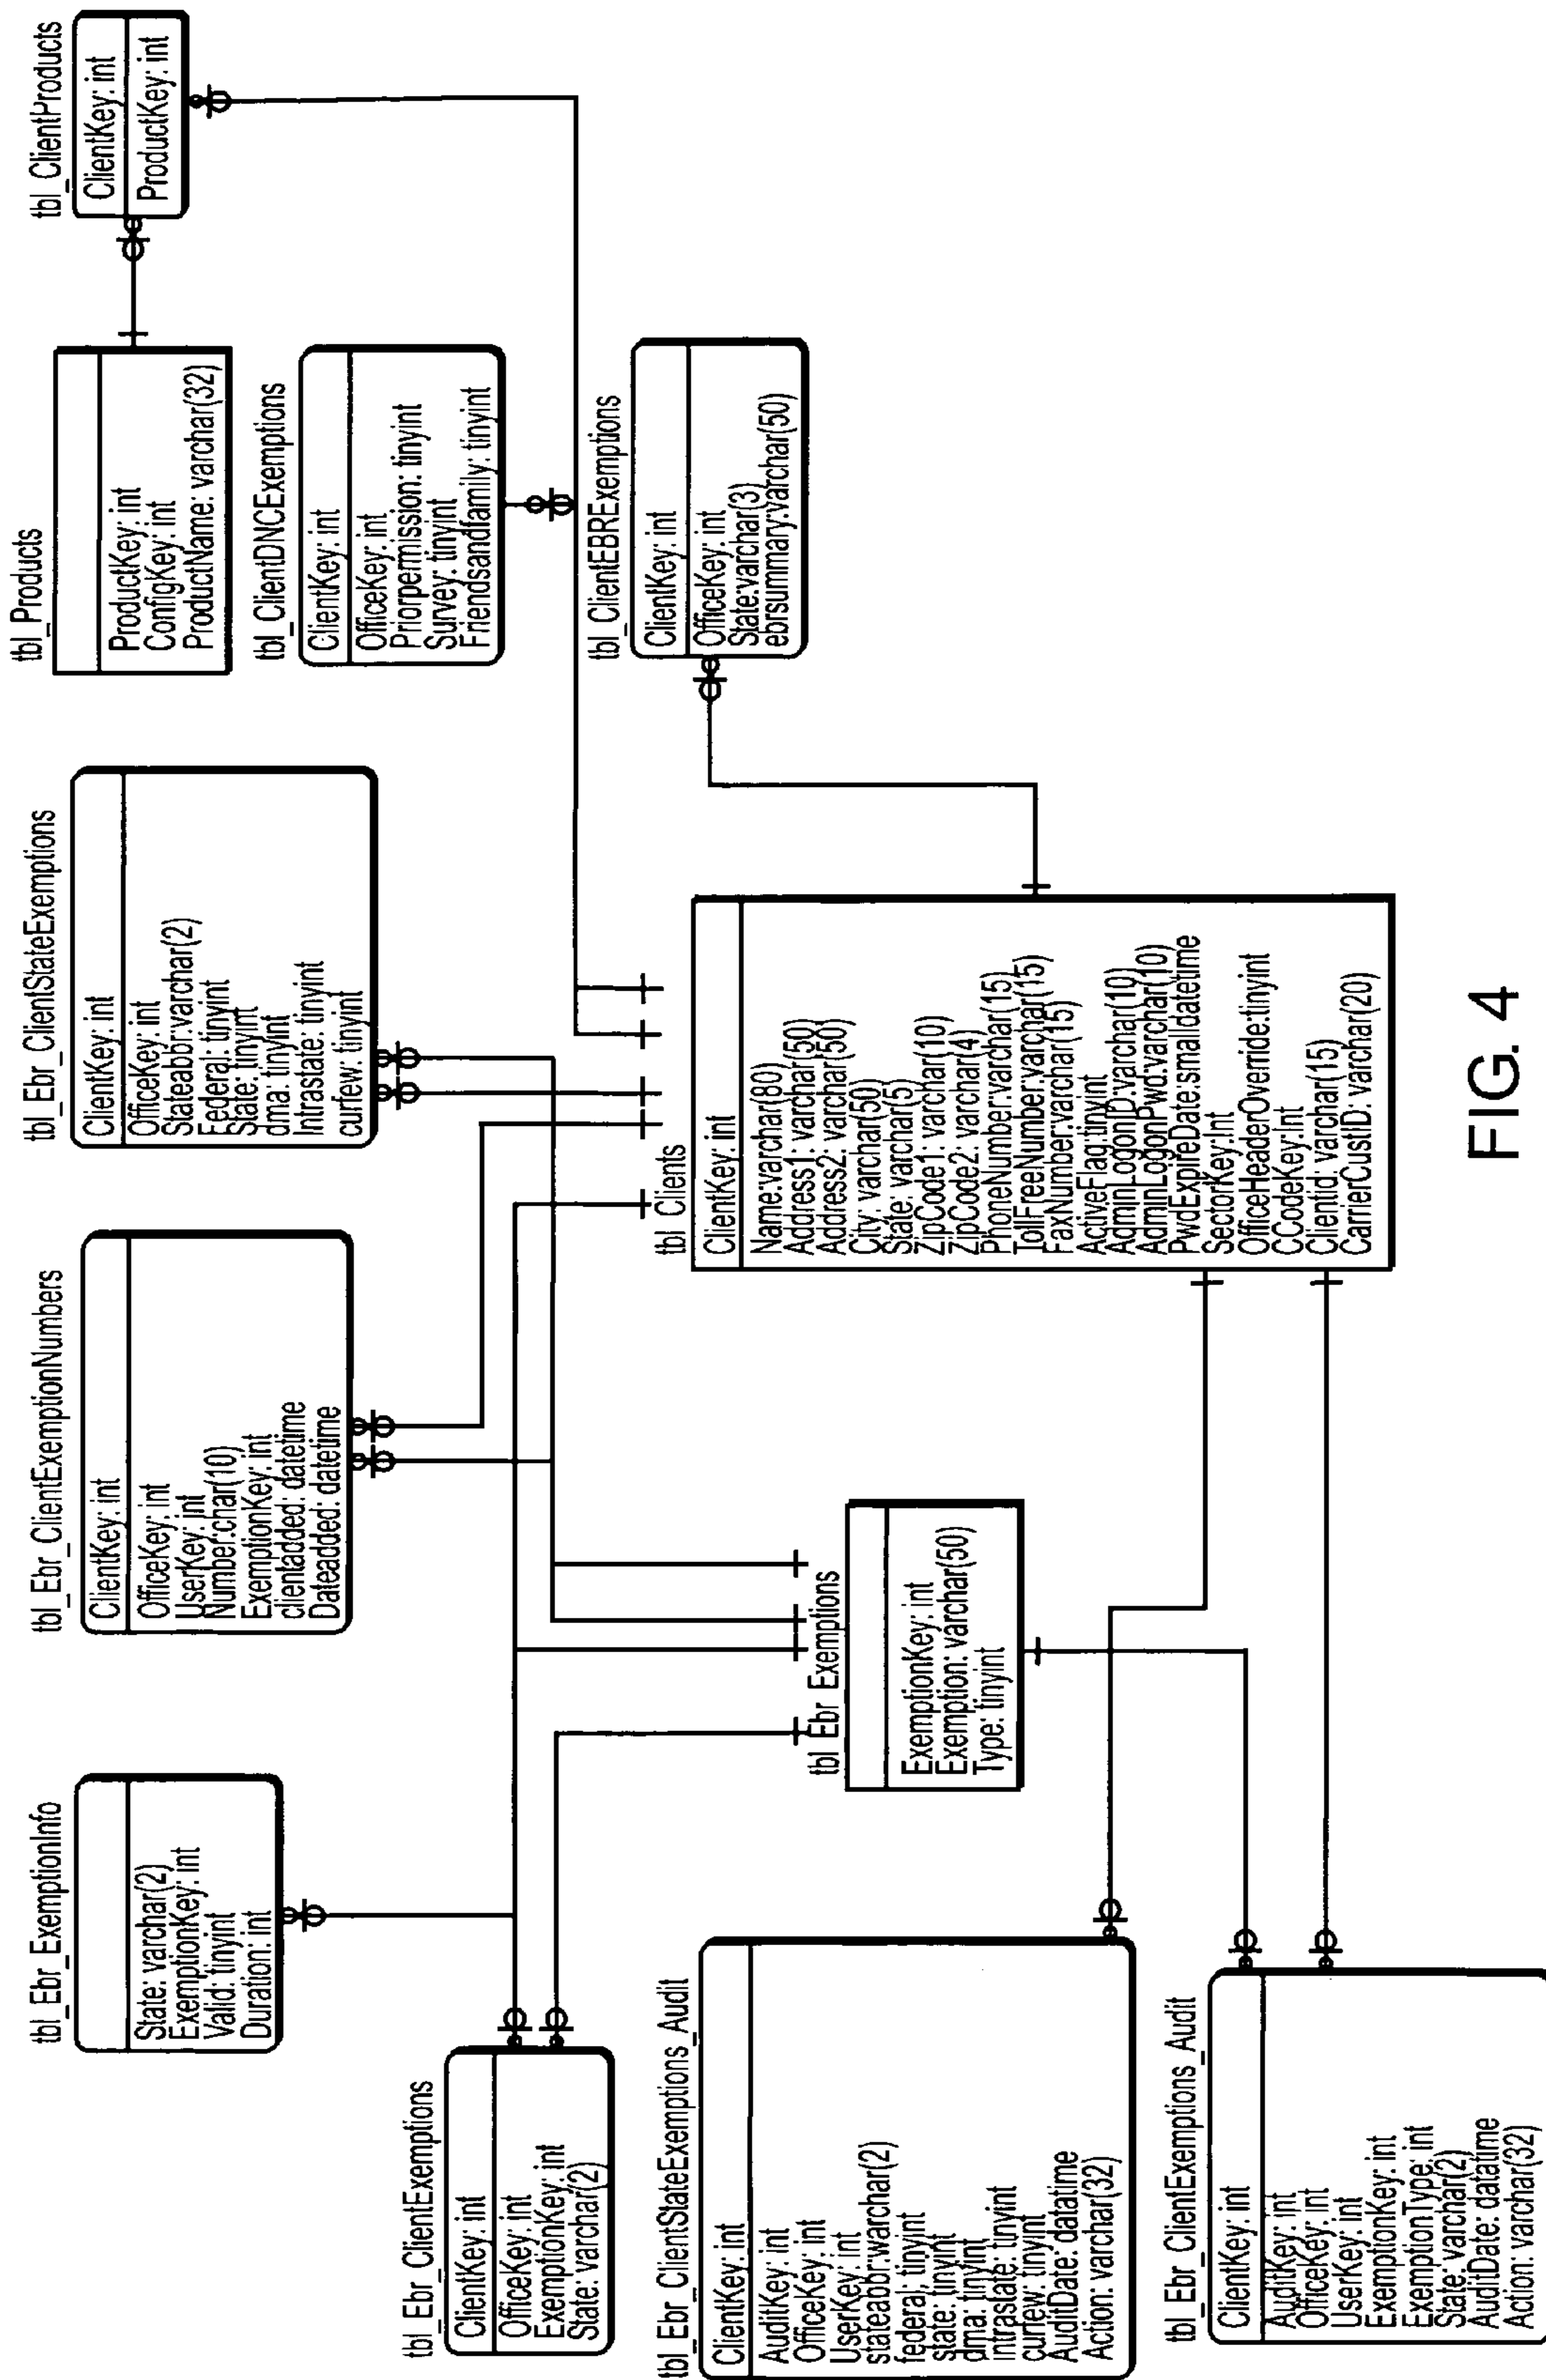 tbl_Ebr_ExemptionInfo
State: varchar(2)
ExemptionKey: int
Valid: tinyint
Duration: int
tbl_Ebr_ClientExemptionNumbers
ClientKey: int
OfficeKey: int
UserKey: int
Number:char(10)
ExemptionKey: int
clientadded: datetime
Dateadded: datetime
tbl_Ebr_ClientStateExemptions
ClientKey: int
OfficeKey: int
Stateabbr:varchar(2)
Federal: tinyint
State: tinyint
dma: tinyint
Intrastate: tinyint
curfew: tinyint
tbl_Products
ProductKey: int
ConfigKey: int
ProductName: varchar(32)
tbl_ClientProducts
ClientKey: int
ProductKey: int
tbl_ClientDNCExemptions
ClientKey: int
OfficeKey: int
Priorpermission: tinyint
Survey: tinyint
Friendsandfamily: tinyint
tbl_Ebr_ClientExemptions
ClientKey: int
OfficeKey: int
ExemptionKey: int
State: varchar(2)
tbl_ClientEBRExemptions
ClientKey: int
OfficeKey: int
State:varchar(3)
ebrsummary:varchar(50)
tbl_Ebr_ClientStateExemptions_Audit
ClientKey: int
AuditKey: int
OfficeKey: int
UserKey: int
stateabbr:warchar(2)
federal; tinyint
state: tinyint
dma: tinyint
intrastate: tinyint
curfew: tinyint
AuditDate: datatime
Action: varchar(32)
tbl_Ebr_Exemptions
ExemptionKey: int
Exemption: varchar(50)
Type: tinyint
tbl_Clients
ClientKey: int
Name:varchar(80)
Address1: varchar(50)
Address2: varchar(50)
City: varchar(50)
State: varchar(5)
ZipCode1: varchar(10)
ZipCode2: varchar(4)
PhoneNumber:varchar(15)
TollFreeNumber:varchar(15)
FaxNumber:varchar(15)
ActiveFlag:tinyint
AdminLogonID:varchar(10)
AdminLogonPwd:varchar(10)
PwdExpireDate:smalldatetime
SectorKey:int
OfficeHeaderOverride:tinyint
CCodeKey:int
Clientid: varchar(15)
CarrierCustID: varchar(20)
tbl_Ebr_ClientExemptions_Audit
ClientKey: int
AuditKey: int
OfficeKey: int
UserKey: int
ExemptionKey: int
ExemptionType: int
State: varchar(2)
AuditDate: datatime
Action: varchar(32)
FIG. 4